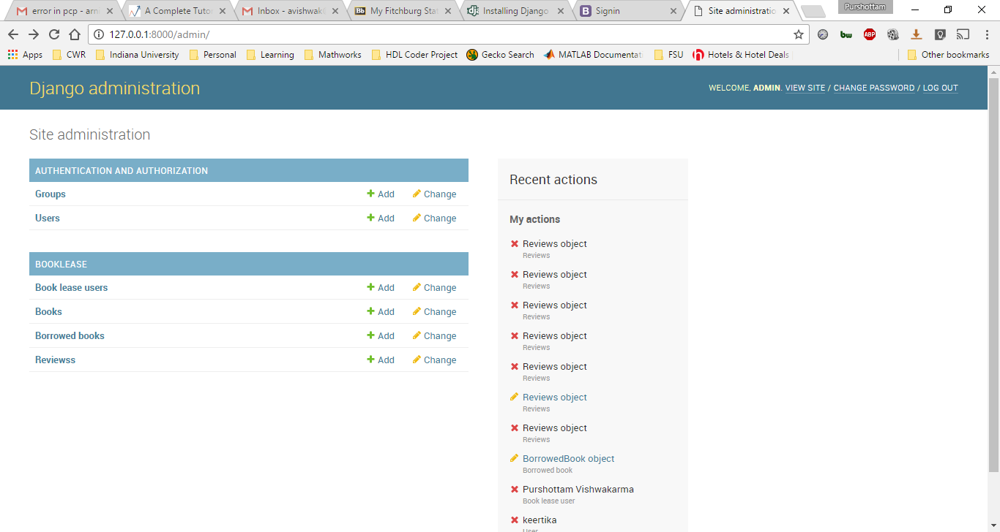 error in pcp - arn
A Complete Tuto
Inbox - avishwak
My Fitchburg Sta
Installing Django
Signin
Site administratio
Purshottam
127.0.0.1:8000/admin/
bw
ABP
Apps
CWR
Indiana University
Personal
Learning
Mathworks
HDL Coder Project
Gecko Search
MATLAB Documentat
FSU
Hotels & Hotel Deals
Other bookmarks
Django administration
WELCOME, ADMIN. VIEW SITE / CHANGE PASSWORD / LOG OUT
Site administration
AUTHENTICATION AND AUTHORIZATION
Groups Add Change
Users Add Change
BOOKLEASE
Book lease users Add Change
Books Add Change
Borrowed books Add Change
Reviewss Add Change
Recent actions
My actions
Reviews object
Reviews
Reviews object
Reviews
Reviews object
Reviews
Reviews object
Reviews
Reviews object
Reviews
Reviews object
Reviews
Reviews object
Reviews
BorrowedBook object
Borrowed book
Purshottam Vishwakarma
Book lease user
keertika
User